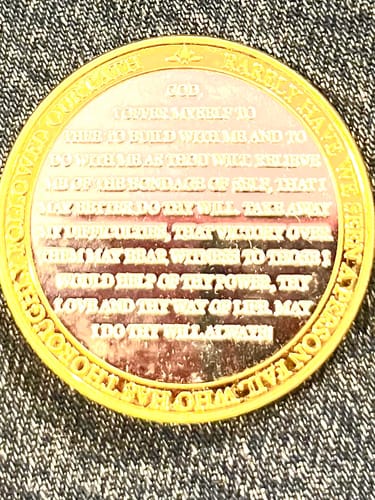 RARELY HAVE WE SEEN A PERSON FAIL WHO HAS THOROUGHLY FOLLOWED OUR PATH
GOD,
I OFFER MYSELF TO
THEE TO BUILD WITH ME AND TO
DO WITH ME AS THOU WILT. RELIEVE
ME OF THE BONDAGE OF SELF, THAT I
MAY BETTER DO THY WILL. TAKE AWAY
MY DIFFICULTIES, THAT VICTORY OVER
THEM MAY BEAR WITNESS TO THOSE I
WOULD HELP OF THY POWER, THY
LOVE AND THY WAY OF LIFE. MAY
I DO THY WILL ALWAYS!